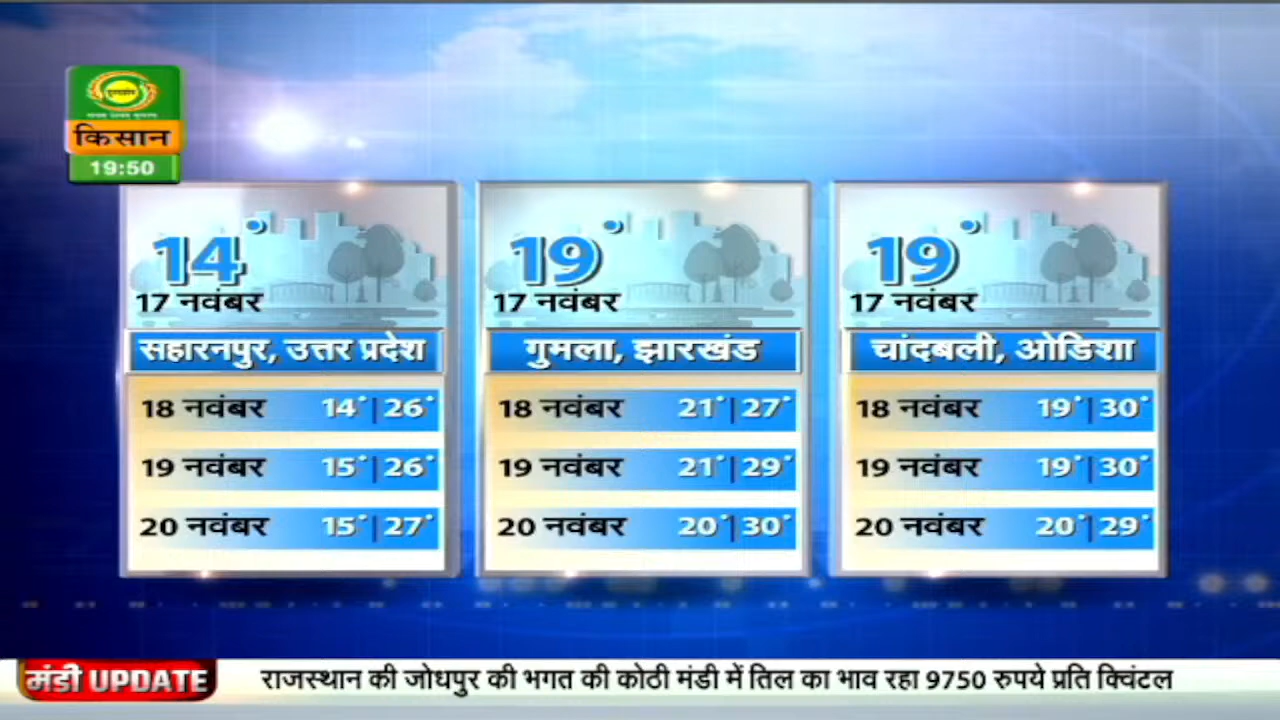 दूरदर्शन
किसान
19:50
14°
17 नवंबर
सहारनपुर, उत्तर प्रदेश
18 नवंबर 14°|26°
19 नवंबर 15°|26°
20 नवंबर 15°|27°
19°
17 नवंबर
गुमला, झारखंड
18 नवंबर 21°|27°
19 नवंबर 21°|29°
20 नवंबर 20°|30°
19°
17 नवंबर
चांदबली, ओडिशा
18 नवंबर 19°|30°
19 नवंबर 19°|30°
20 नवंबर 20°|29°
मंडी UPDATE राजस्थान की जोधपुर की भगत की कोठी मंडी में तिल का भाव रहा 9750 रुपये प्रति क्विंटल